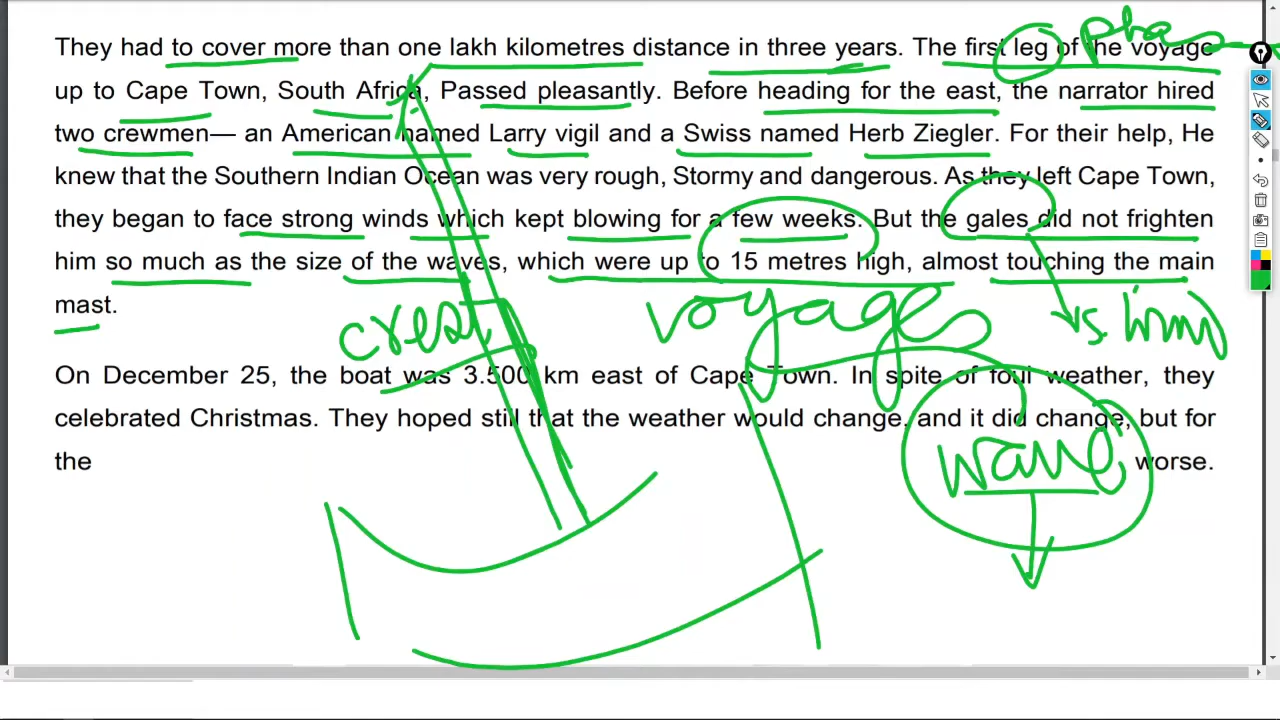 They had to cover more than one lakh kilometres distance in three years. The first leg of the voyage
up to Cape Town, South Africa, Passed pleasantly. Before heading for the east, the narrator hired
two crewmen— an American named Larry vigil and a Swiss named Herb Ziegler. For their help, He
knew that the Southern Indian Ocean was very rough, Stormy and dangerous. As they left Cape Town,
they began to face strong winds which kept blowing for a few weeks. But the gales did not frighten
him so much as the size of the waves, which were up to 15 metres high, almost touching the main
mast.
voyages
crest
On December 25, the boat was 3.500 km east of Cape Town. In spite of foul weather, they
celebrated Christmas. They hoped still that the weather would change, and it did change, but for
the worse.